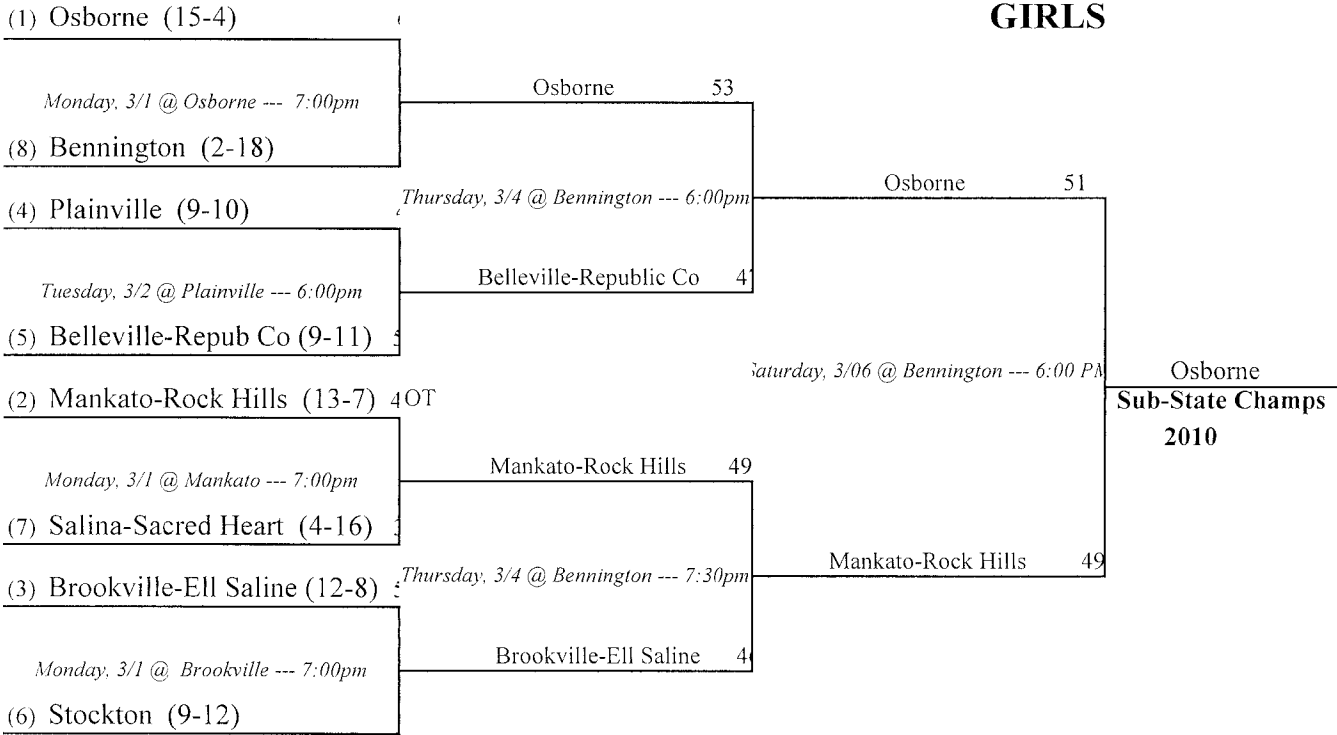 GIRLS
(1) Osborne (15-4)
Monday, 3/1 @ Osborne --- 7:00pm
(8) Bennington (2-18)
(4) Plainville (9-10)
Tuesday, 3/2 @ Plainville --- 6:00pm
(5) Belleville-Repub Co (9-11)
(2) Mankato-Rock Hills (13-7) 4OT
Monday, 3/1 @ Mankato --- 7:00pm
(7) Salina-Sacred Heart (4-16)
(3) Brookville-Ell Saline (12-8)
Monday, 3/1 @ Brookville --- 7:00pm
(6) Stockton (9-12)
Osborne 53
Thursday, 3/4 @ Bennington --- 6:00pm
Belleville-Republic Co
Mankato-Rock Hills 49
Thursday, 3/4 @ Bennington --- 7:30pm
Brookville-Ell Saline
Osborne 51
Saturday, 3/06 @ Bennington --- 6:00 PM
Mankato-Rock Hills 49
Osborne
Sub-State Champs
2010